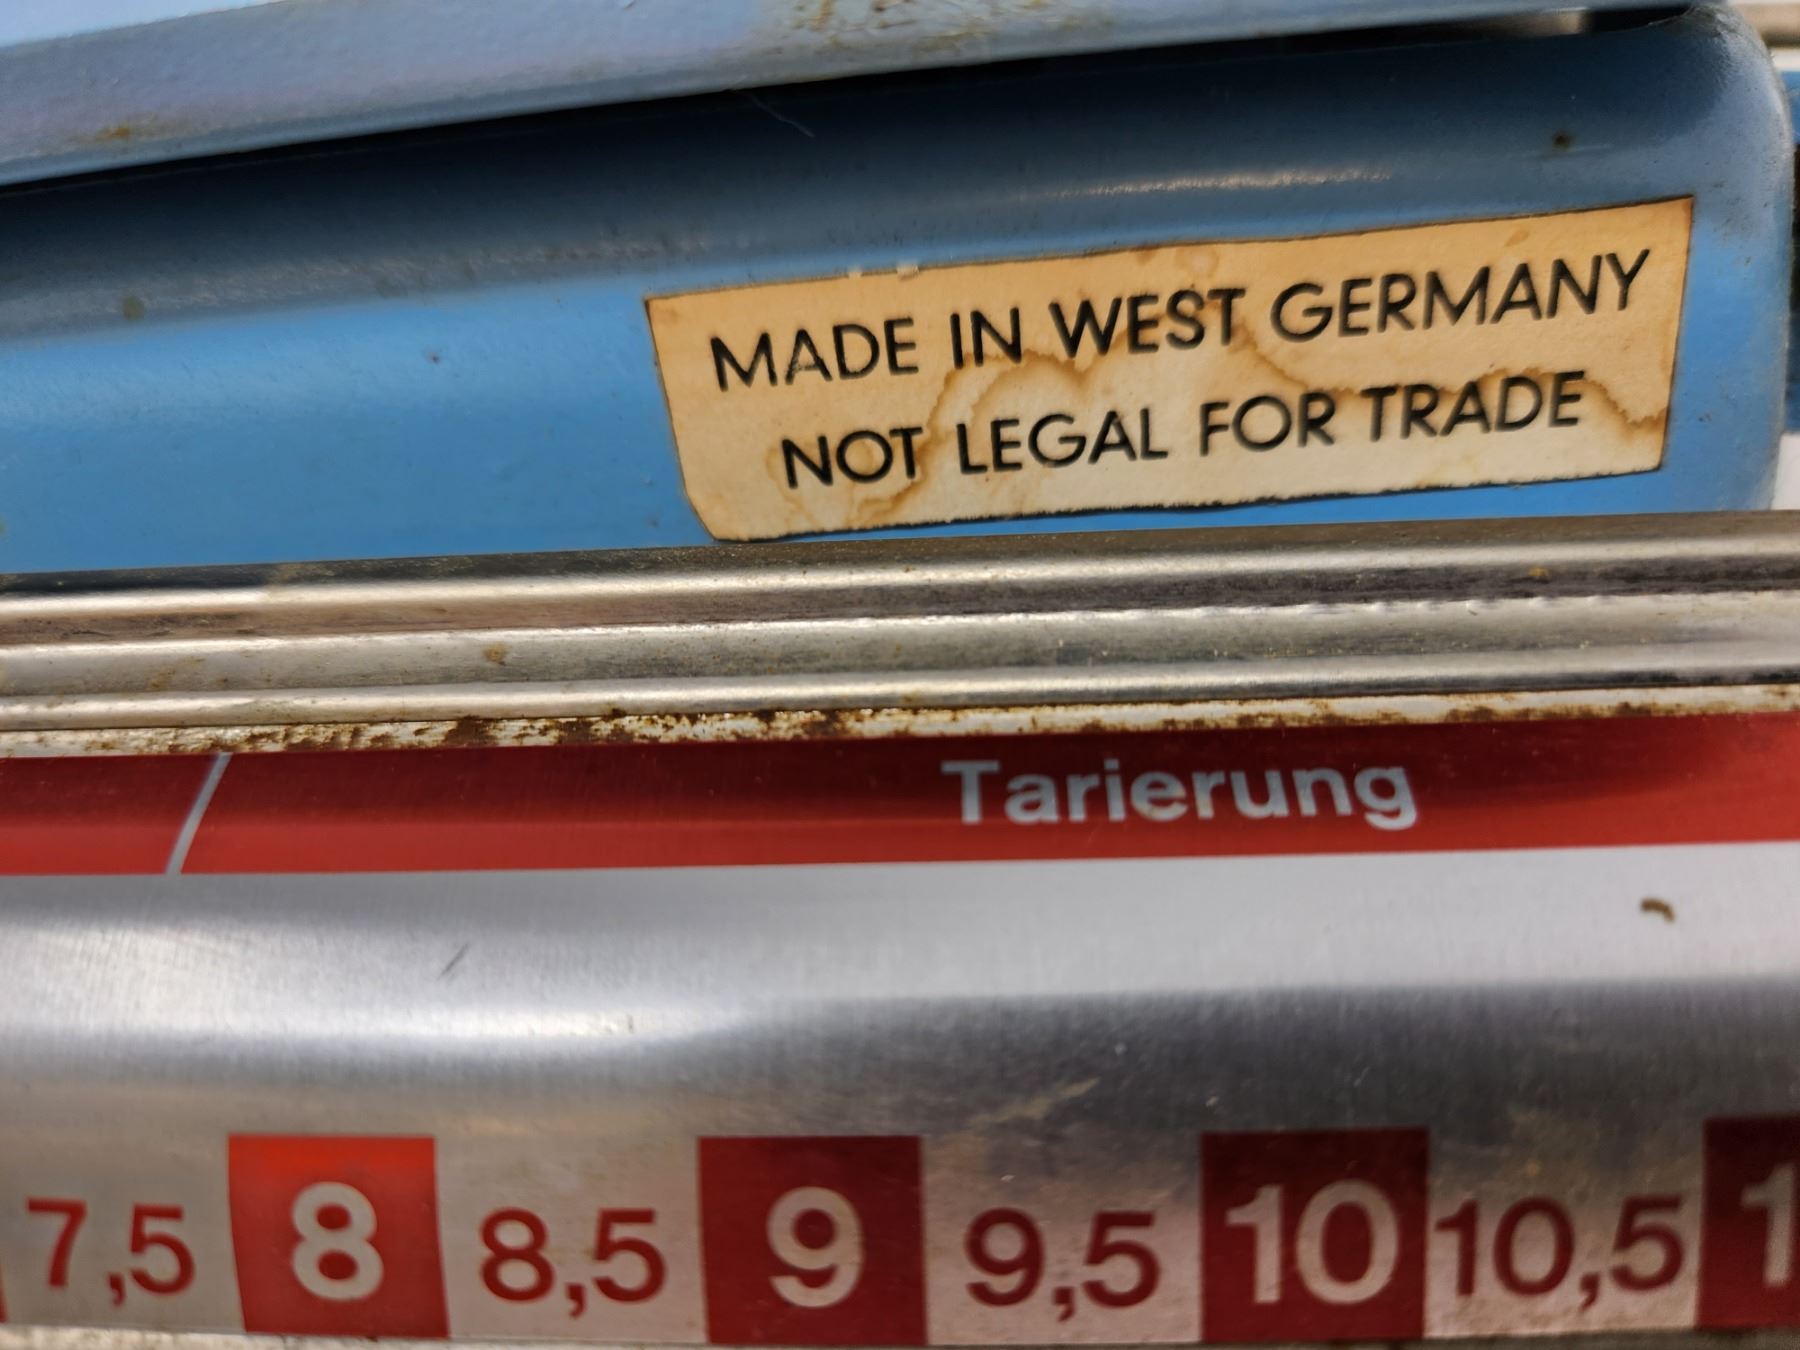 MADE IN WEST GERMANY
NOT LEGAL FOR TRADE
Tarierung
7,5 8 8,5 9 9,5 10 10,5